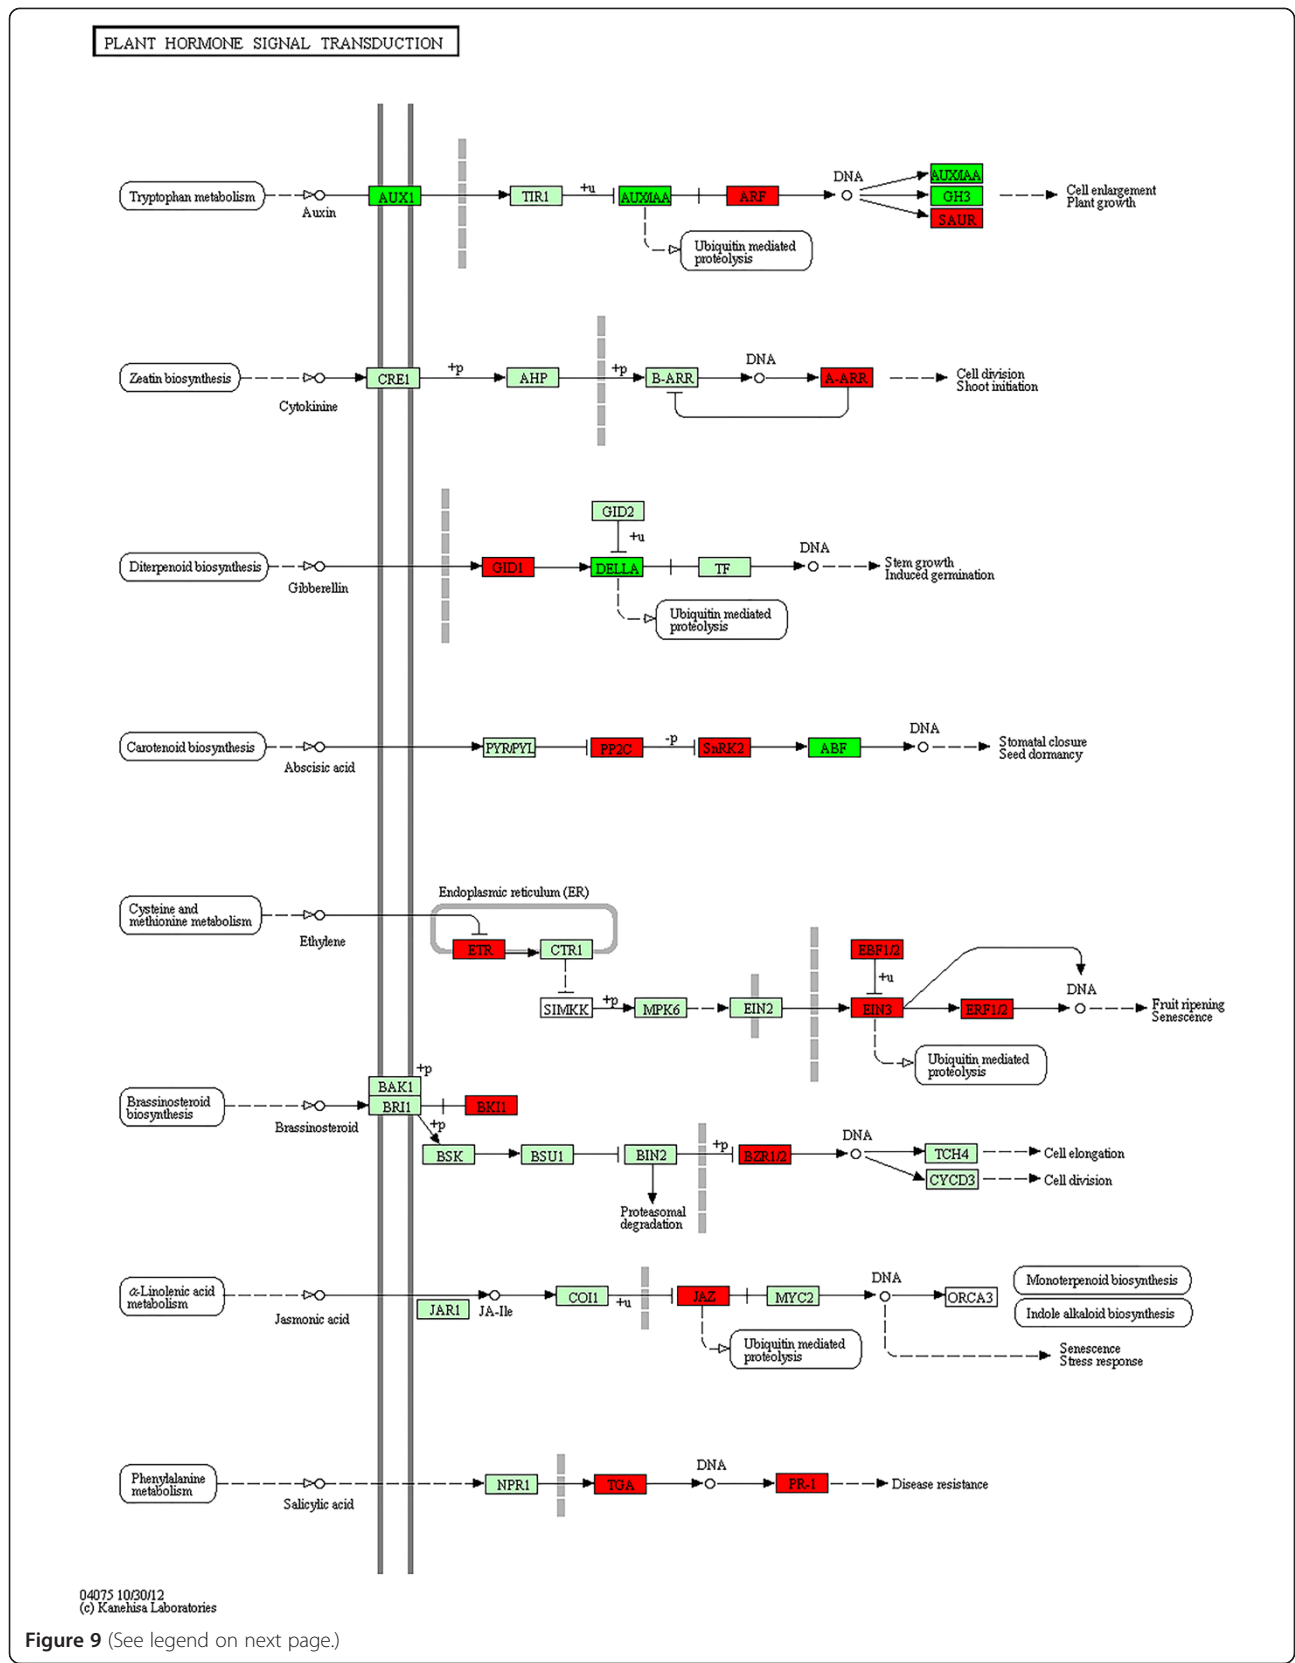 PLANT HORMONE SIGNAL TRANSDUCTION
Tryptophan metabolism
Auxin
AUX1
TIR1
+u
AUX/IAA
ARF
DNA
AUX/IAA
GH3
SAUR
Cell enlargement
Plant growth
Ubiquitin mediated
proteolysis
Zeatin biosynthesis
Cytokinine
CRE1
+p
AHP
+p
B-ARR
DNA
A-ARR
Cell division
Shoot initiation
GID2
+u
Diterpenoid biosynthesis
Gibberellin
GID1
DELLA
TF
DNA
Stem growth
Induced germination
Ubiquitin mediated
proteolysis
Carotenoid biosynthesis
Abscisic acid
PYR/PYL
PP2C
-p
SnRK2
ABF
DNA
Stomatal closure
Seed dormancy
Endoplasmic reticulum (ER)
Cysteine and
methionine metabolism
Ethylene
ETR
CTR1
EBF1/2
+u
SIMKK
+p
MPK6
EIN2
EIN3
ERF1/2
DNA
Fruit ripening
Senescence
Ubiquitin mediated
proteolysis
Brassinosteroid
biosynthesis
Brassinosteroid
BAK1
+p
BRI1
BKI1
+p
BSK
BSU1
BIN2
+p
BZR1/2
DNA
TCH4
Cell elongation
CYCD3
Cell division
Proteasomal
degradation
α-Linolenic acid
metabolism
Jasmonic acid
JAR1
JA-Ile
COI1
+u
JAZ
MYC2
DNA
ORCA3
Monoterpenoid biosynthesis
Indole alkaloid biosynthesis
Ubiquitin mediated
proteolysis
Senescence
Stress response
Phenylalanine
metabolism
Salicylic acid
NPR1
TGA
DNA
PR-1
Disease resistance
04075 10/30/12
(c) Kanehisa Laboratories
Figure 9 (See legend on next page.)